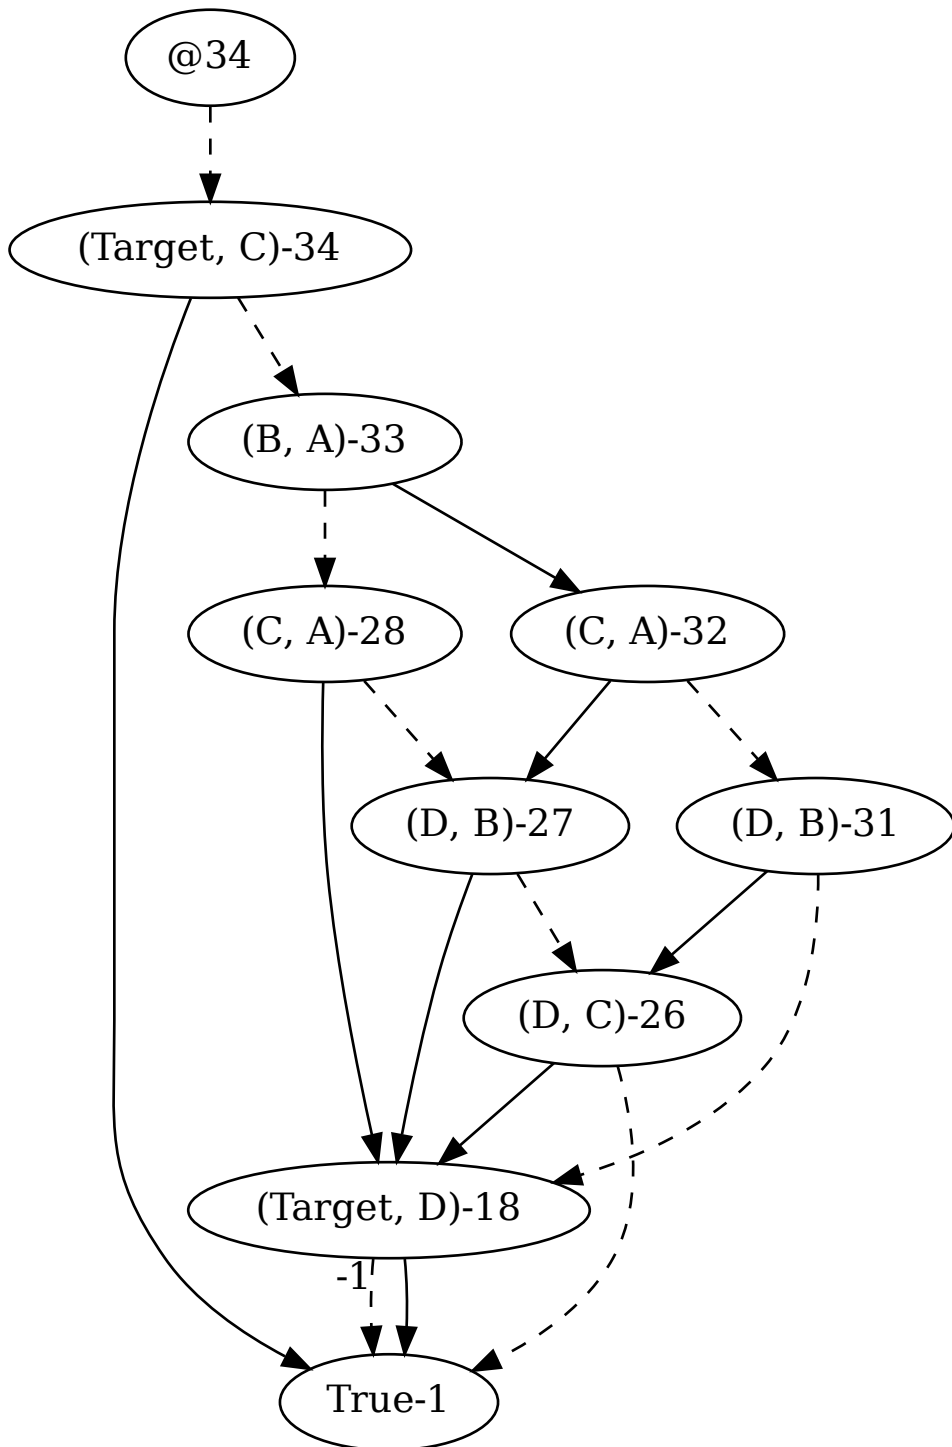 @34
(Target, C)-34
(B, A)-33
(C, A)-28
(C, A)-32
(D, B)-27
(D, B)-31
(D, C)-26
(Target, D)-18
-1
True-1